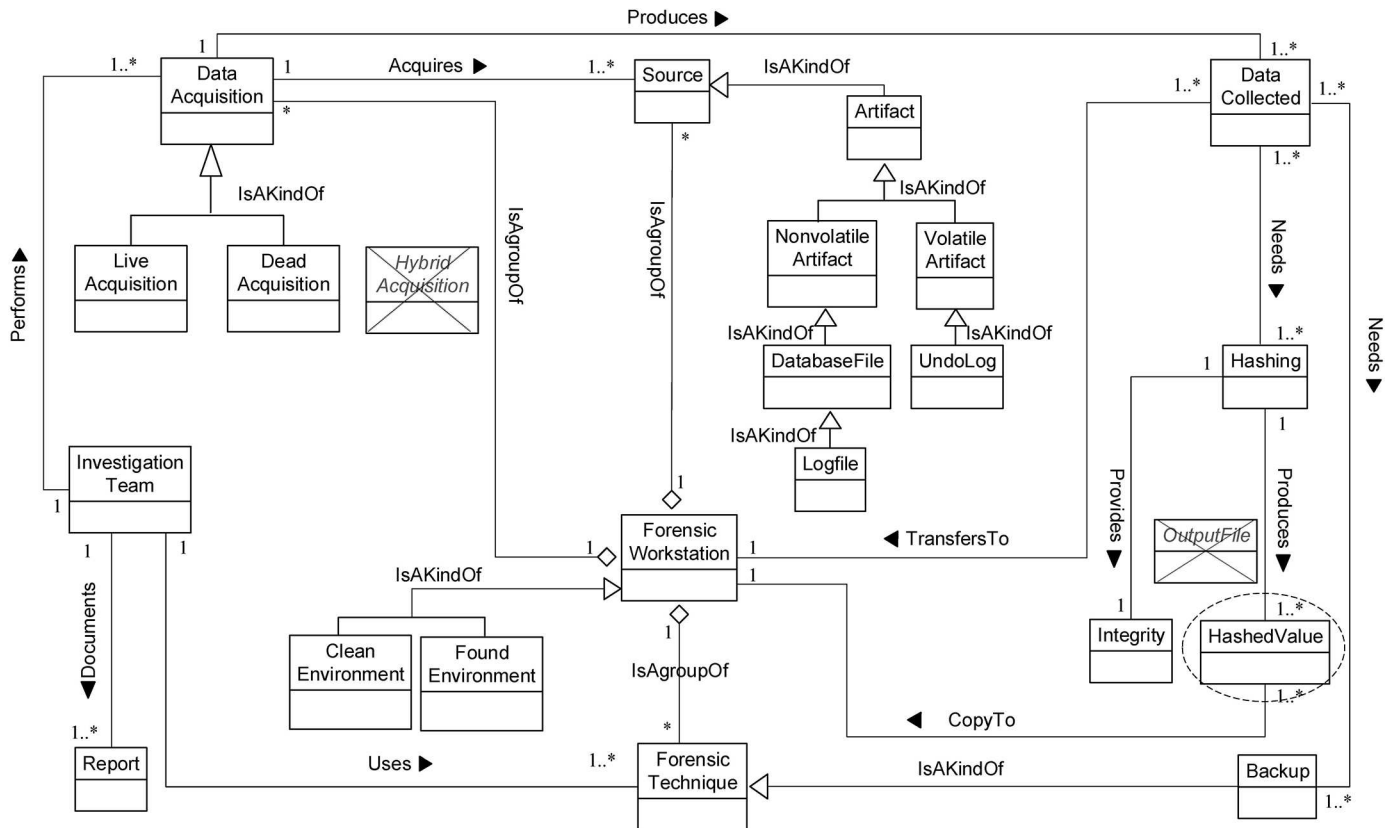 Produces ►
1
1..*
1..*
Data
Acquisition
1
Acquires ►
1..*
Source
IsAKindOf
1..*
Data
Collected
1..*
*
*
Artifact
1..*
IsAKindOf
IsAKindOf
Live
Acquisition
Dead
Acquisition
Hybrid
Acquisition
IsAgroupOf
IsAgroupOf
Nonvolatile
Artifact
Volatile
Artifact
Needs ►
Performs ►
IsAKindOf
IsAKindOf
1..*
Needs ►
DatabaseFile
UndoLog
1
Hashing
IsAKindOf
1
Logfile
Investigation
Team
1
1
1
1
Forensic
Workstation
1
1
1
◄ TransfersTo
Provides ►
Produces ►
OutputFile
IsAKindOf
1
1
1..*
Clean
Environment
Found
Environment
Integrity
HashedValue
◄ Documents
IsAgroupOf
1..*
◄ CopyTo
*
1..*
Report
Uses ►
1..*
Forensic
Technique
IsAKindOf
Backup
1..*